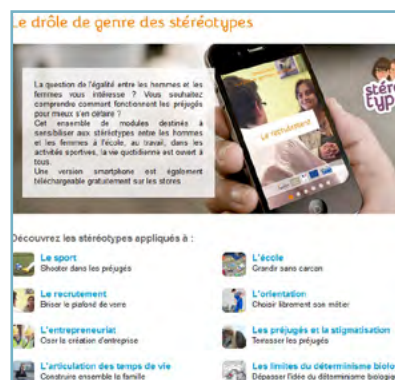 Le drôle de genre des stéréotypes
La question de l'égalité entre les hommes et les
femmes vous intéresse ? Vous souhaitez
comprendre comment fonctionnent les préjugés
pour mieux s'en défaire ?
Cet ensemble de modules destinés à
sensibiliser aux stéréotypes entre les hommes
et les femmes à l'école, au travail, dans les
activités sportives, la vie quotidienne est ouvert à
tous.
Une version smartphone est également
téléchargeable gratuitement sur les stores
Le recrutement
stéré
typ
Découvrez les stéréotypes appliqués à :
Le sport
Shooter dans les préjugés
L'école
Grandir sans carcan
Le recrutement
Briser le plafond de verre
L'orientation
Choisir librement son métier
L'entrepreneuriat
Oser la création d'entreprise
Les préjugés et la stigmatisation
Terrasser les préjugés
L'articulation des temps de vie
Construire ensemble la famille
Les limites du déterminisme biolo
Dépasser l'idée du déterminisme biologiq